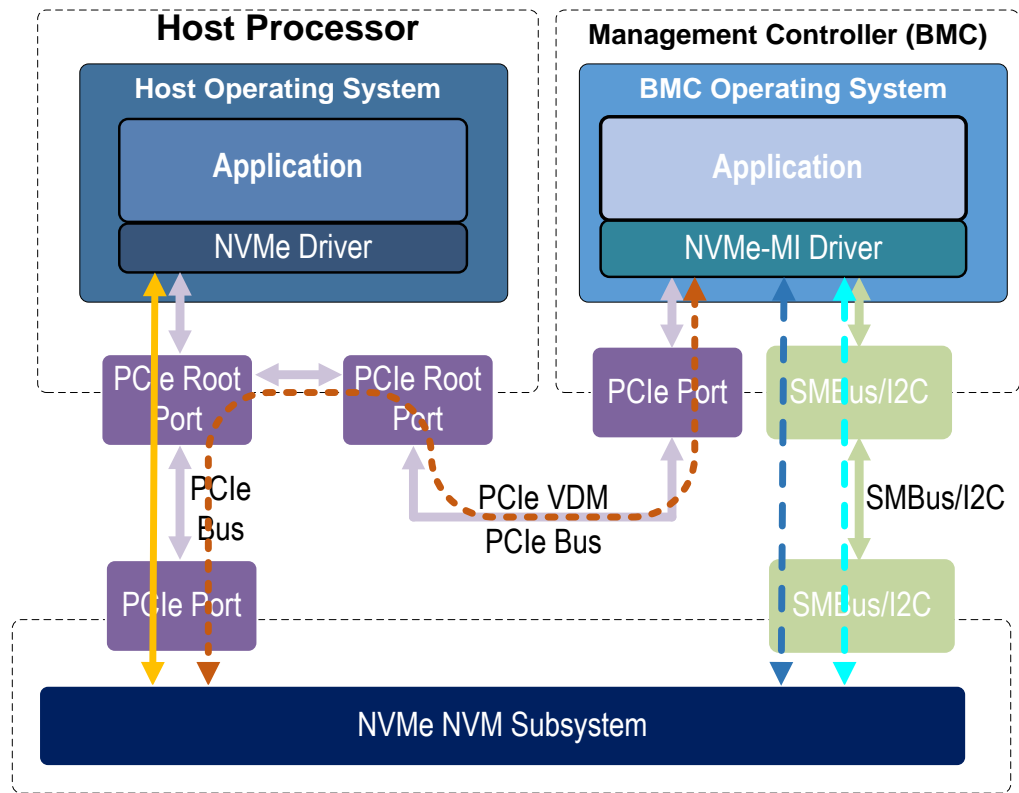 Host Processor
Management Controller (BMC)
Host Operating System
BMC Operating System
Application
Application
NVMe Driver
NVMe-MI Driver
PCIe Root
Port
PCIe Root
Port
PCIe Port
SMBus/I2C
PCIe
Bus
PCIe VDM
PCIe Bus
SMBus/I2C
PCIe Port
SMBus/I2C
NVMe NVM Subsystem